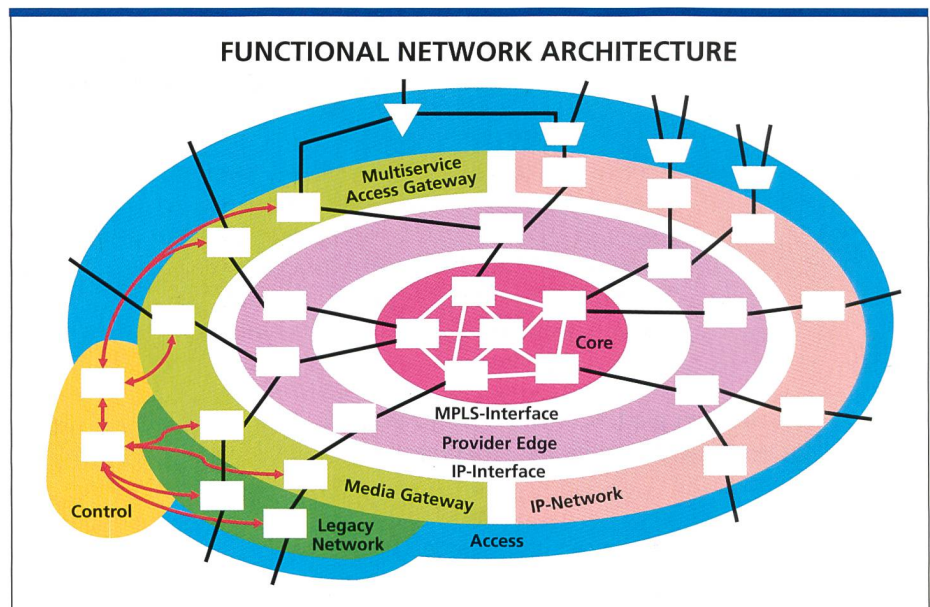 FUNCTIONAL NETWORK ARCHITECTURE
Multiservice
Access Gateway
Core
MPLS-Interface
Provider Edge
IP-Interface
Media Gateway
IP-Network
Control
Legacy
Network
Access